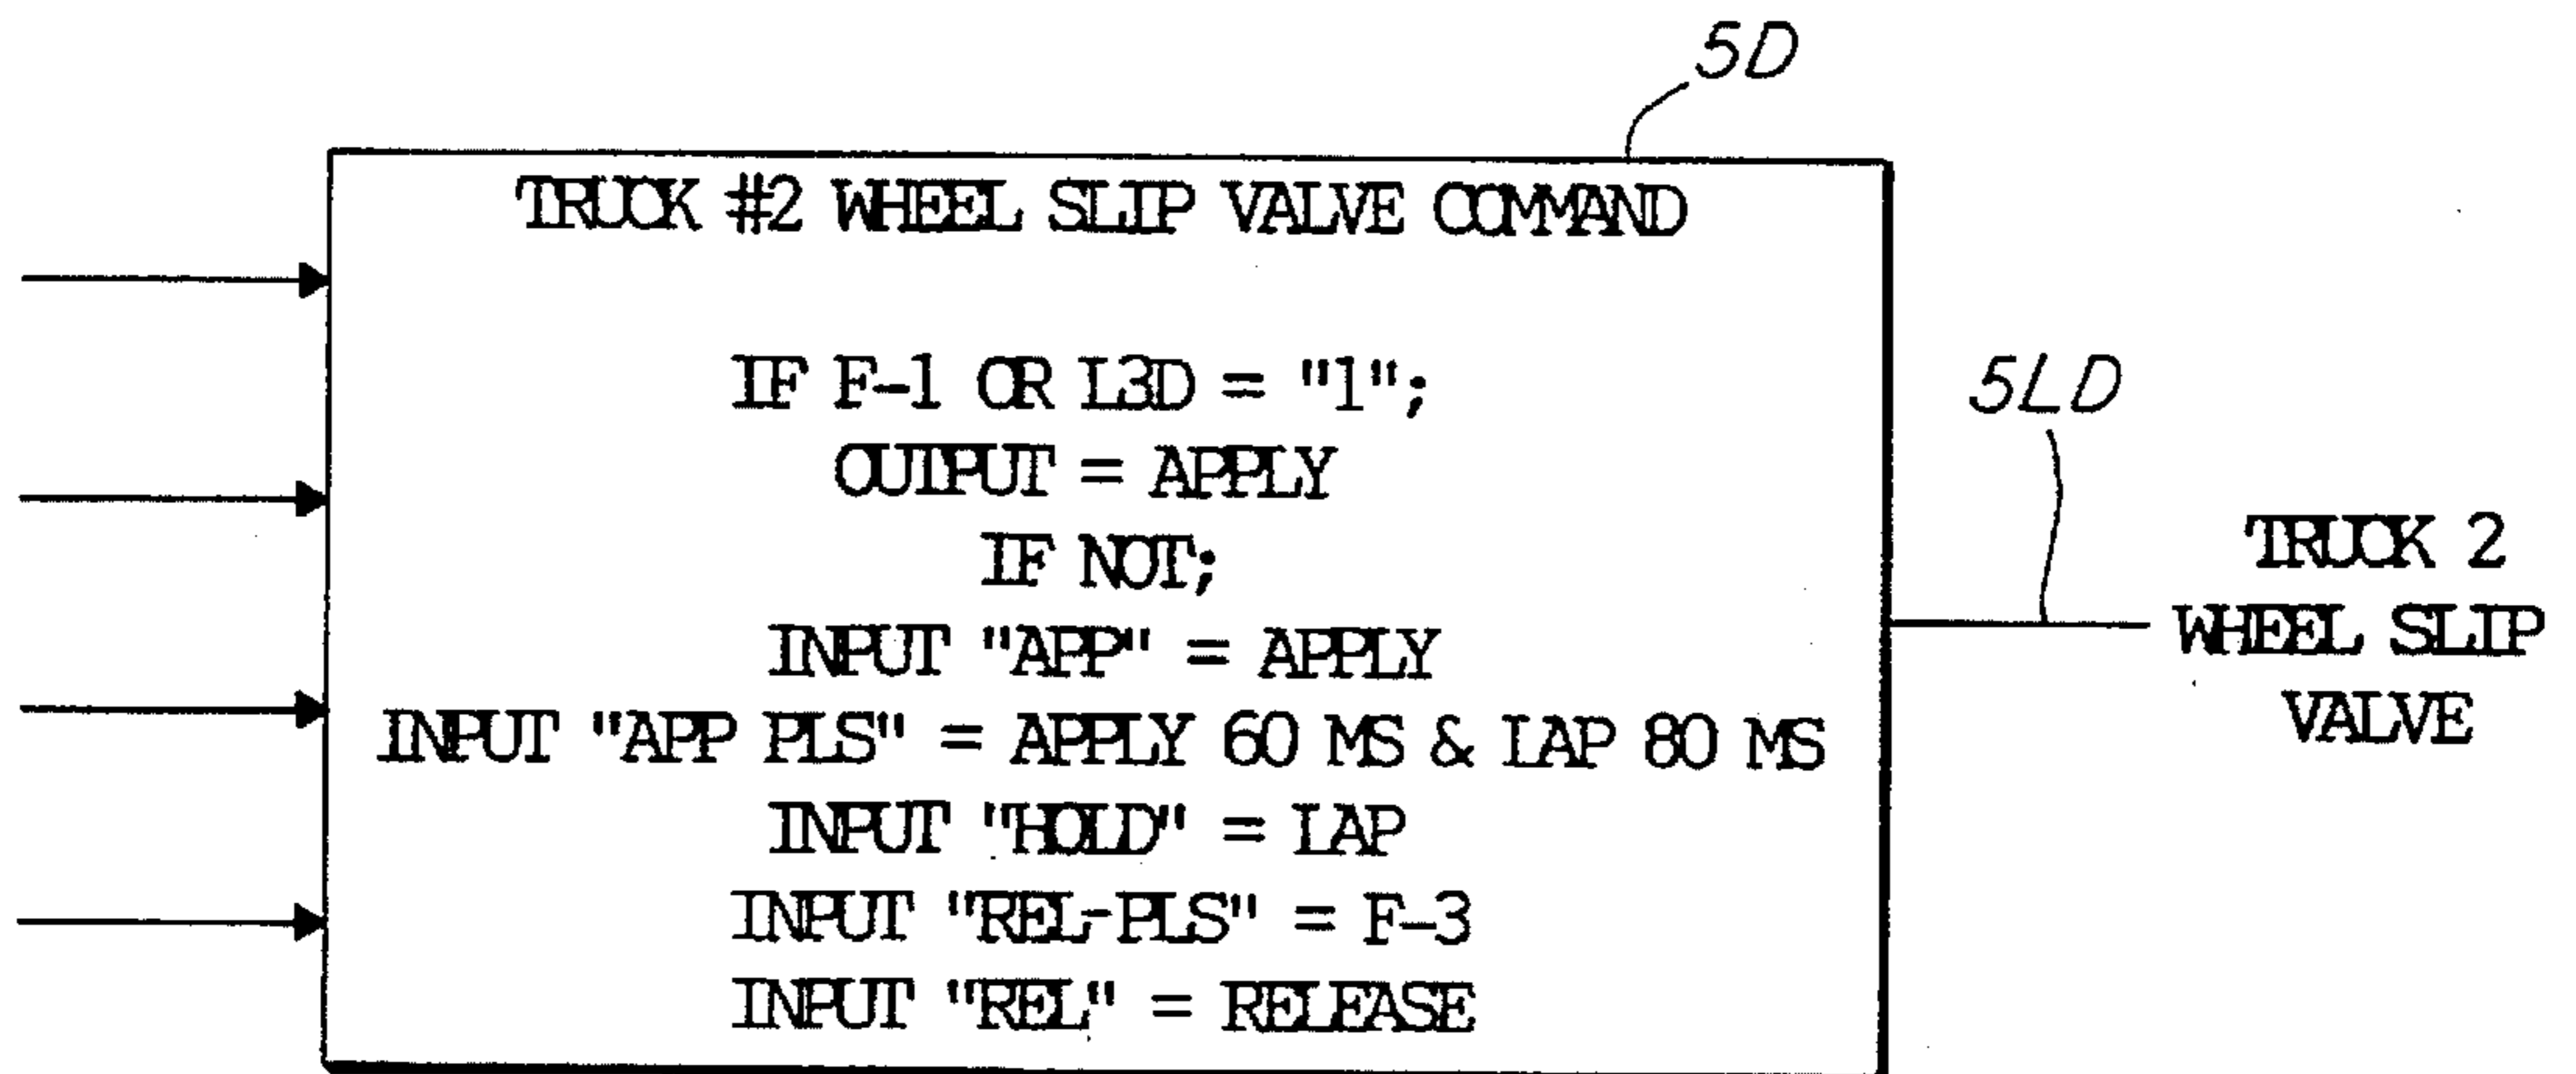 5D
TRUCK #2 WHEEL SLIP VALVE COMMAND
IF F-1 OR L3D = "1";
OUTPUT = APPLY
IF NOT;
INPUT "APP" = APPLY
INPUT "APP PLS" = APPLY 60 MS & LAP 80 MS
INPUT "HOLD" = LAP
INPUT "REL-PLS" = F-3
INPUT "REL" = RELEASE
5LD
TRUCK 2
WHEEL SLIP
VALVE